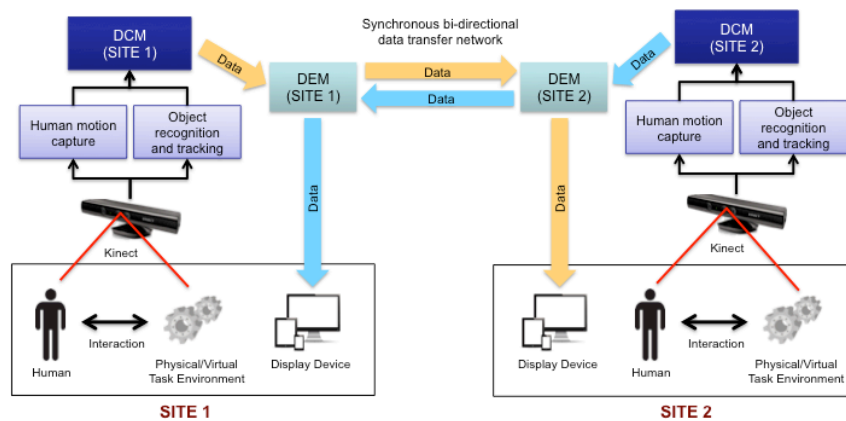 Synchronous bi-directional
data transfer network
DCM
(SITE 1)
Data
DEM
(SITE 1)
Data
Data
DEM
(SITE 2)
Data
DCM
(SITE 2)
Human motion
capture
Object
recognition
and tracking
Data
Data
Human motion
capture
Object
recognition
and tracking
Kinect
Kinect
Interaction
Human
Physical/Virtual
Task Environment
Display Device
Display Device
Interaction
Human
Physical/Virtual
Task Environment
SITE 1
SITE 2